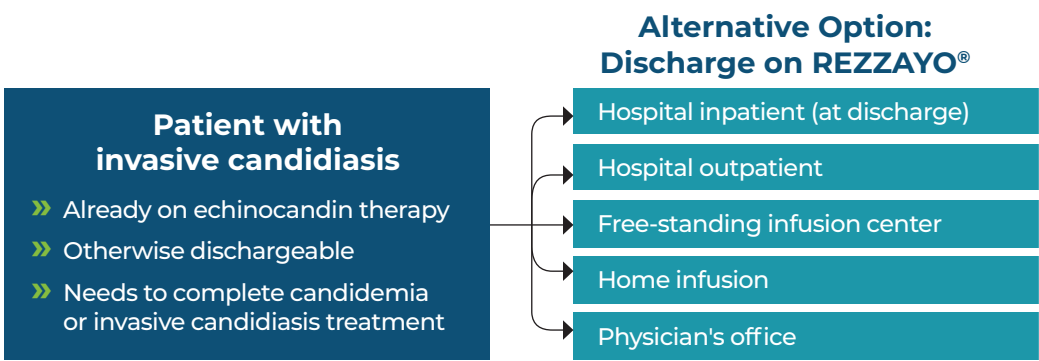 Alternative Option:
Discharge on REZZAYO®
Patient with
invasive candidiasis
» Already on echinocandin therapy
» Otherwise dischargeable
» Needs to complete candidemia
or invasive candidiasis treatment
Hospital inpatient (at discharge)
Hospital outpatient
Free-standing infusion center
Home infusion
Physician's office